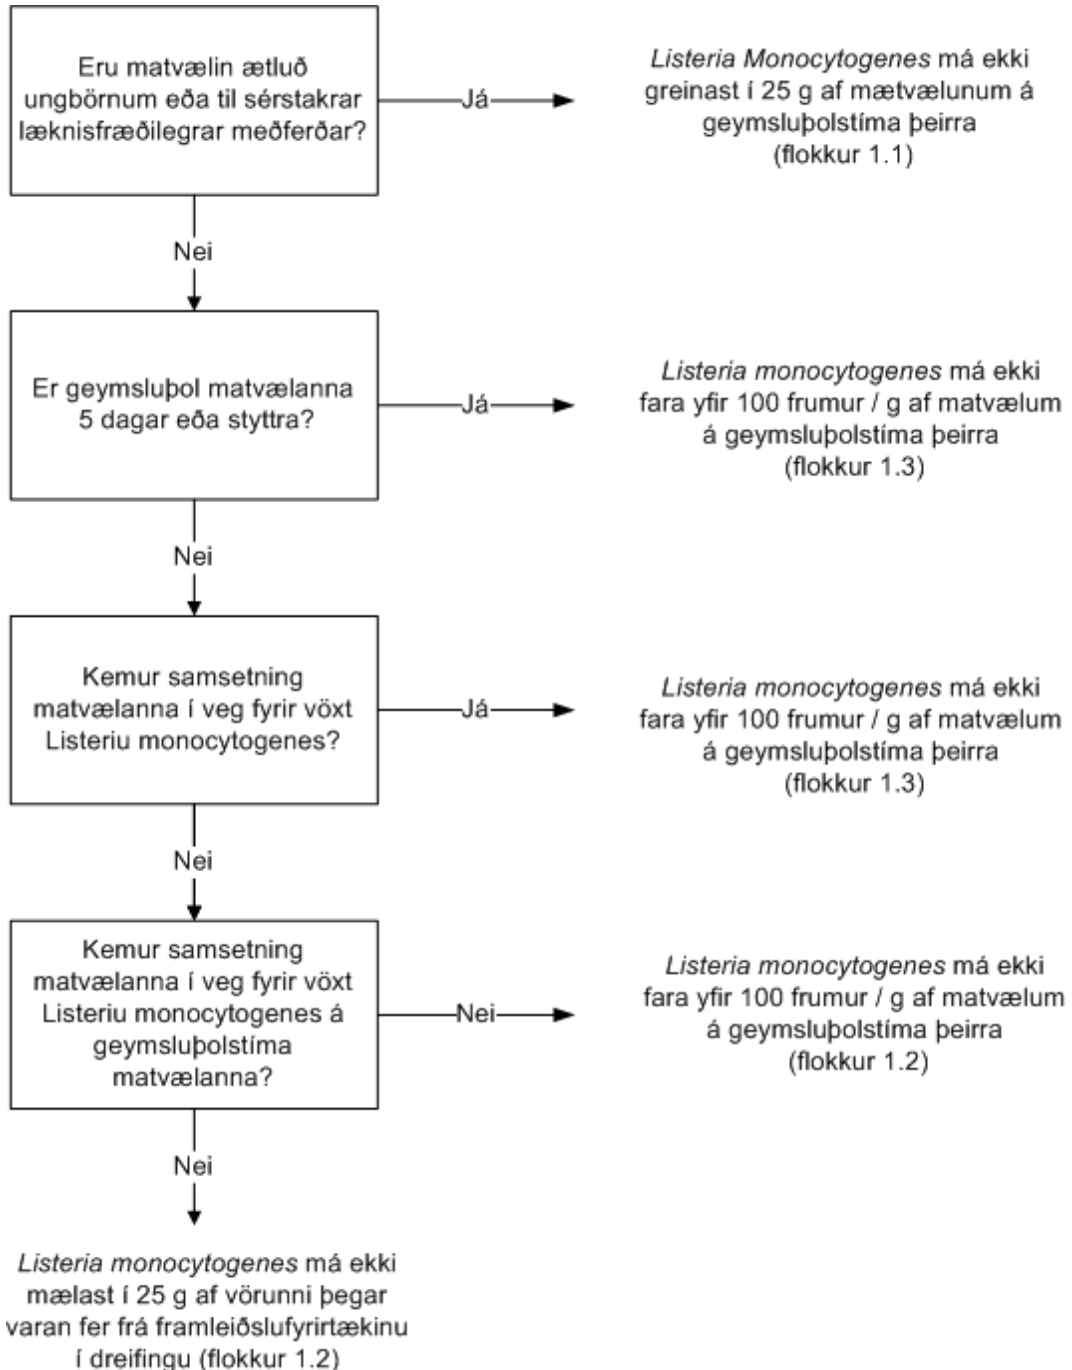 Eru matvælin ætluð
ungbörnum eða til sérstakrar
læknisfræðilegrar meðferðar?
Já
Listeria Monocytogenes má ekki
greinast í 25 g af mætvælunum á
geymsluþolstíma þeirra
(flokkur 1.1)
Nei
Er geymsluþol matvælanna
5 dagar eða styttra?
Já
Listeria monocytogenes má ekki
fara yfir 100 frumur / g af matvælum
á geymsluþolstíma þeirra
(flokkur 1.3)
Nei
Kemur samsetning
matvælanna í veg fyrir vöxt
Listeriu monocytogenes?
Já
Listeria monocytogenes má ekki
fara yfir 100 frumur / g af matvælum
á geymsluþolstíma þeirra
(flokkur 1.3)
Nei
Kemur samsetning
matvælanna í veg fyrir vöxt
Listeriu monocytogenes á
geymsluþolstíma
matvælanna?
Nei
Listeria monocytogenes má ekki
fara yfir 100 frumur / g af matvælum
á geymsluþolstíma þeirra
(flokkur 1.2)
Nei
Listeria monocytogenes má ekki
mælast í 25 g af vörunni þegar
varan fer frá framleiðslufyrirtækinu
í dreifingu (flokkur 1.2)